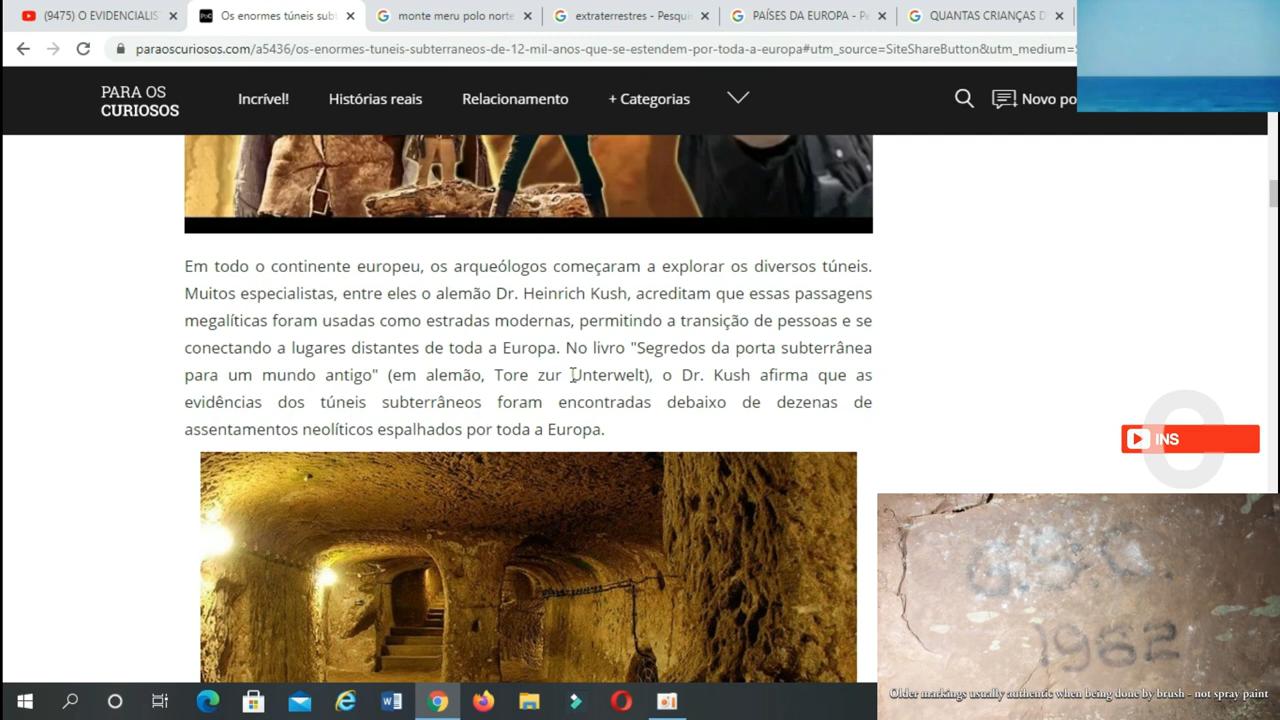 (9475) O EVIDENCIALIS
Os enormes túneis sub
monte meru polo norte
extraterrestres - Pesqui
PAÍSES DA EUROPA - P
QUANTAS CRIANÇAS D
paraoscuriosos.com/a5436/os-enormes-tuneis-subterraneos-de-12-mil-anos-que-se-estendem-por-toda-a-europa#utm_source=SiteShareButton&utm_medium=
PARA OS
CURIOSOS
Incrível!
Histórias reais
Relacionamento
+ Categorias
Novo po
Em todo o continente europeu, os arqueólogos começaram a explorar os diversos túneis.
Muitos especialistas, entre eles o alemão Dr. Heinrich Kush, acreditam que essas passagens
megalíticas foram usadas como estradas modernas, permitindo a transição de pessoas e se
conectando a lugares distantes de toda a Europa. No livro "Segredos da porta subterrânea
para um mundo antigo" (em alemão, Tore zur Unterwelt), o Dr. Kush afirma que as
evidências dos túneis subterrâneos foram encontradas debaixo de dezenas de
assentamentos neolíticos espalhados por toda a Europa.
INS
1962
Older markings usually authentic when being done by brush - not spray paint